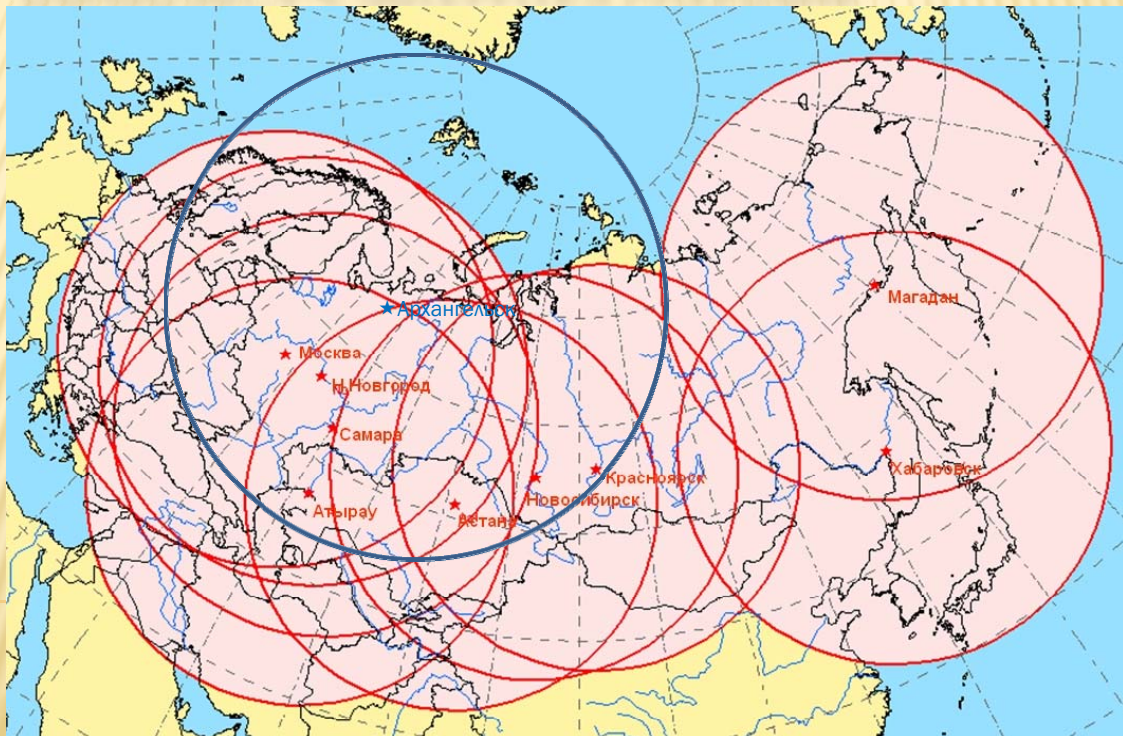 Архангельск
Магадан
Москва
Н.Новгород
Самара
Хабаровск
Красноярск
Новосибирск
Атырау
Астана